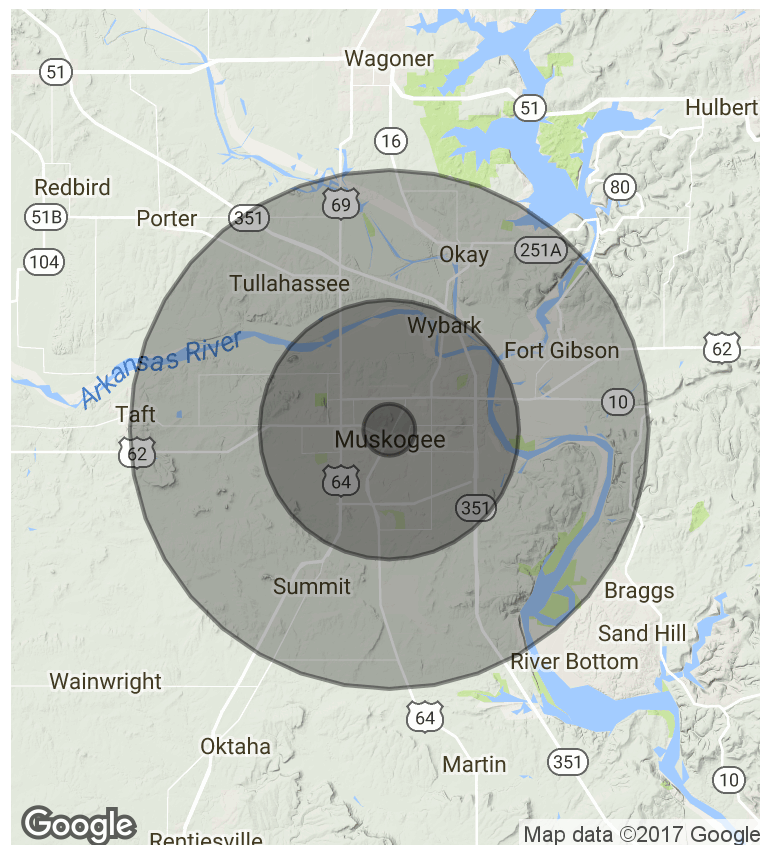 Wagoner
51
51
Hulbert
16
Redbird
80
69
51B
Porter
351
Okay
251A
104
Tullahassee
Wybark
Arkansas River
Fort Gibson
62
10
Taft
Muskogee
62
64
351
Summit
Braggs
Sand Hill
River Bottom
Wainwright
64
Oktaha
Martin
351
10
Google
Rentiesville
Map data ©2017 Google